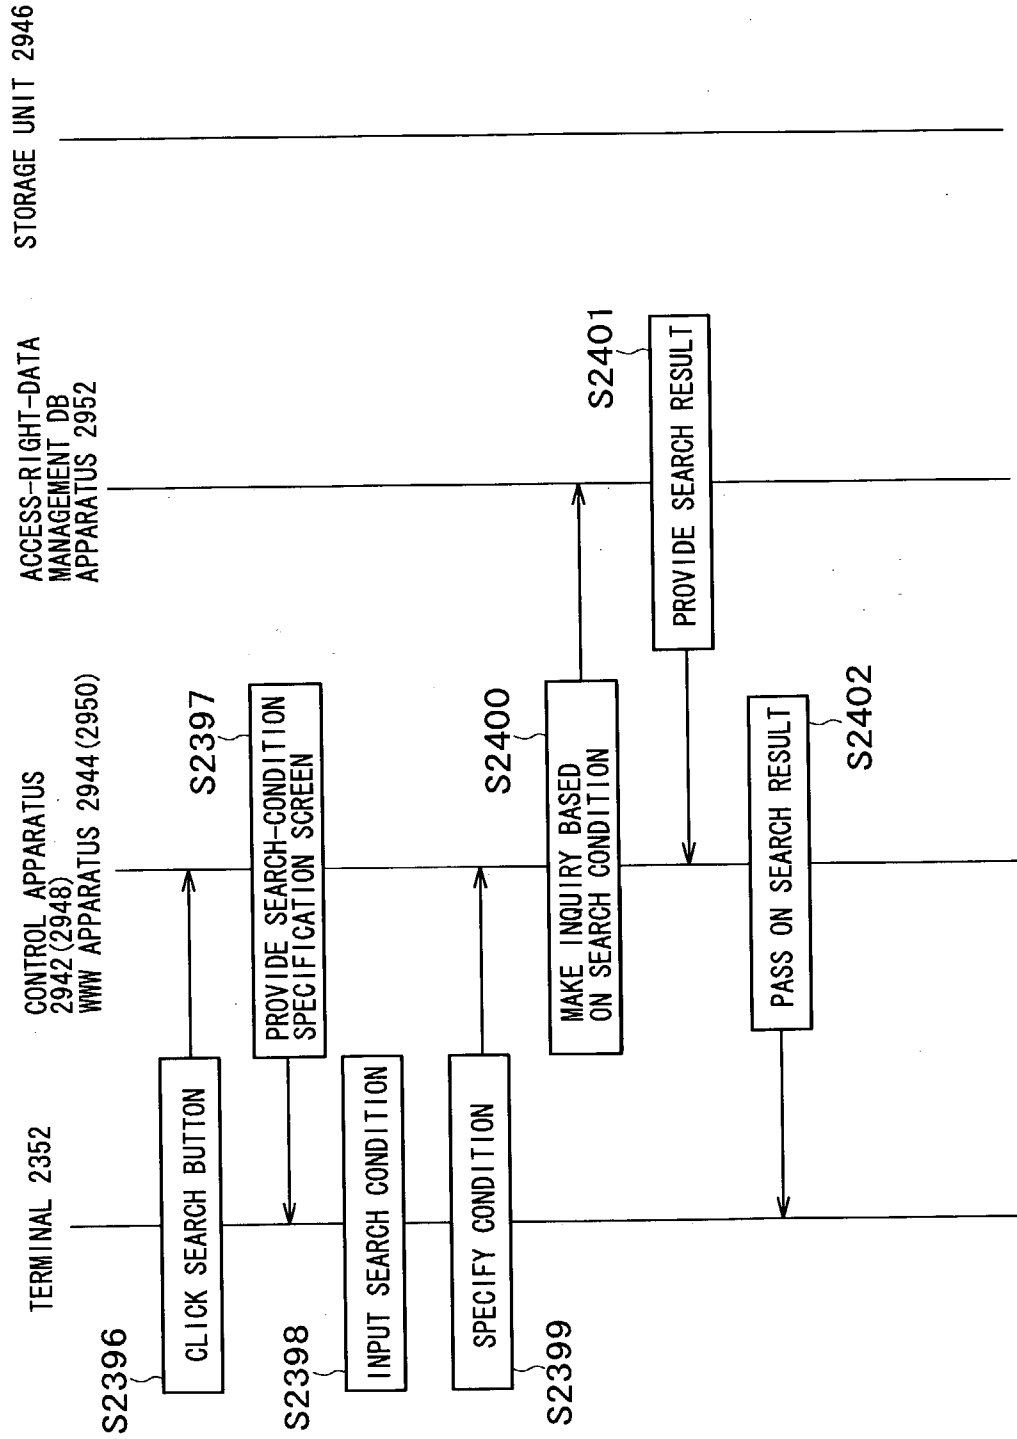 TERMINAL 2352
CONTROL APPARATUS
2942(2948)
WWW APPARATUS 2944(2950)
ACCESS-RIGHT-DATA
MANAGEMENT DB
APPARATUS 2952
STORAGE UNIT 2946
S2396
CLICK SEARCH BUTTON
S2397
PROVIDE SEARCH-CONDITION
SPECIFICATION SCREEN
S2398
INPUT SEARCH CONDITION
S2399
SPECIFY CONDITION
S2400
MAKE INQUIRY BASED
ON SEARCH CONDITION
S2401
PROVIDE SEARCH RESULT
S2402
PASS ON SEARCH RESULT